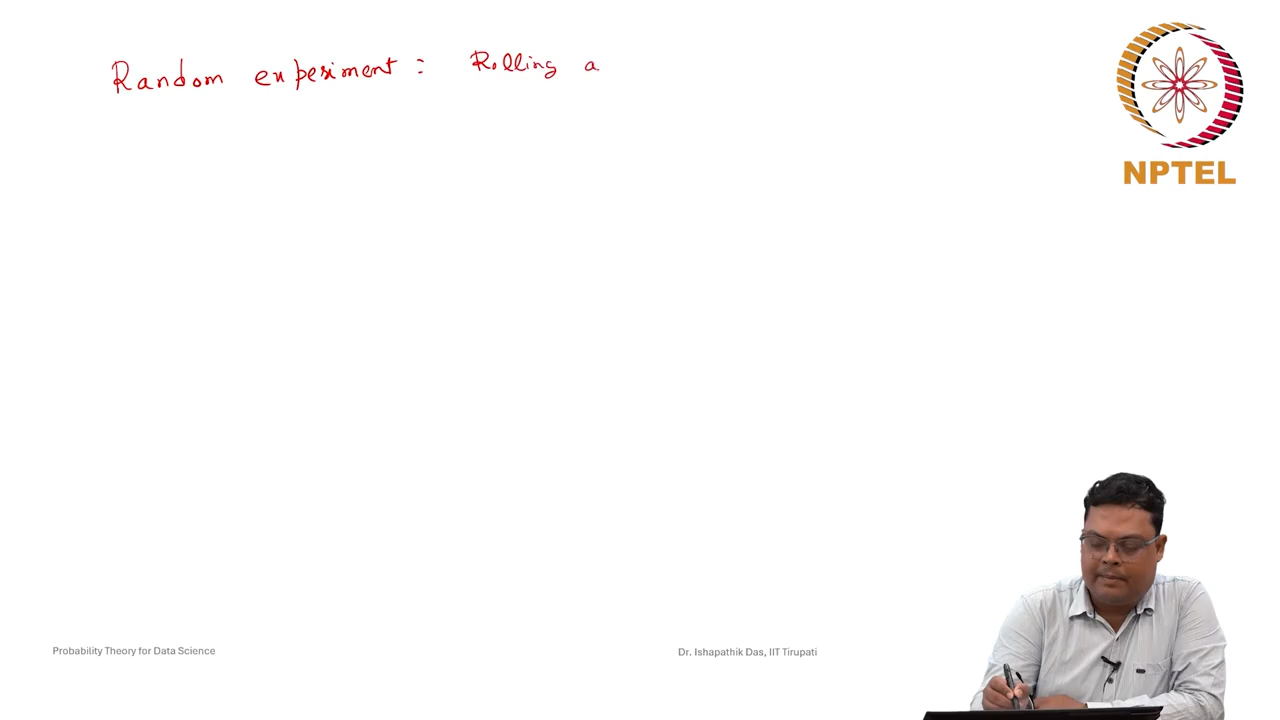 Random experiment : Rolling a
NPTEL
Probability Theory for Data Science
Dr. Ishapathik Das, IIT Tirupati